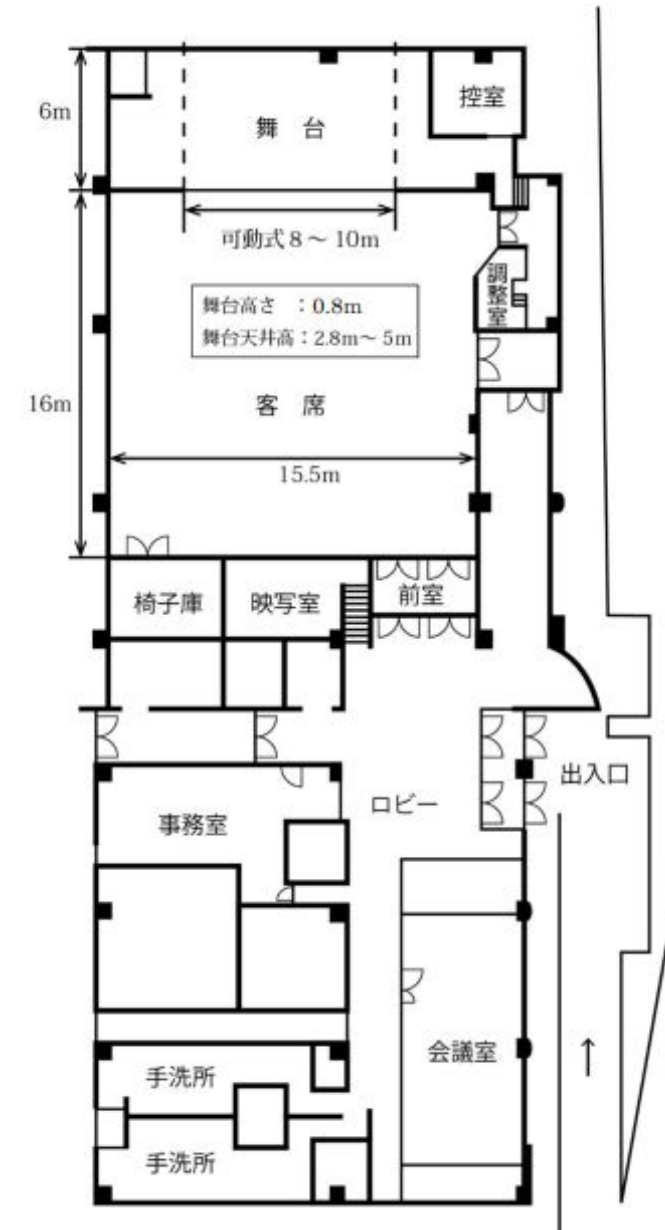 6m
舞 台
控室
可動式 8 〜 10m
調整室
舞台高さ ：0.8m
舞台天井高：2.8m〜 5m
16m
客 席
15.5m
椅子庫
映写室
前室
出入口
ロビー
事務室
会議室
↑
手洗所
手洗所